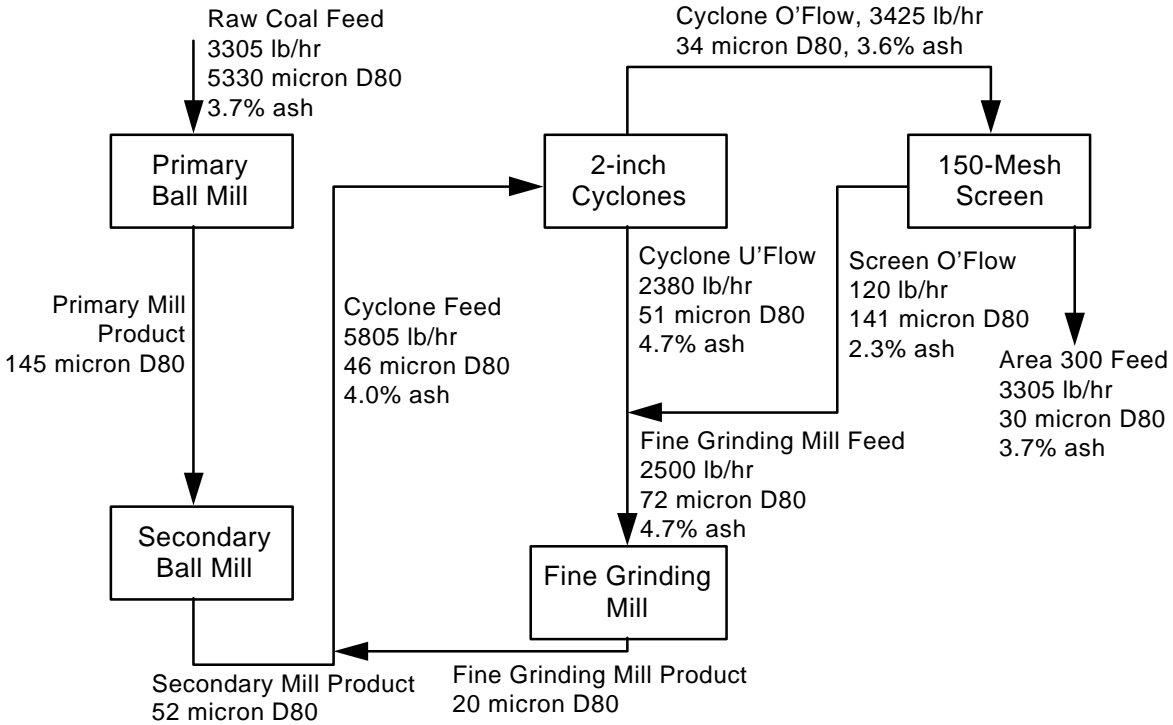 Raw Coal Feed
3305 lb/hr
5330 micron D80
3.7% ash
Cyclone O'Flow, 3425 lb/hr
34 micron D80, 3.6% ash
Primary
Ball Mill
2-inch
Cyclones
150-Mesh
Screen
Primary Mill
Product
145 micron D80
Cyclone Feed
5805 lb/hr
46 micron D80
4.0% ash
Cyclone U'Flow
2380 lb/hr
51 micron D80
4.7% ash
Screen O'Flow
120 lb/hr
141 micron D80
2.3% ash
Area 300 Feed
3305 lb/hr
30 micron D80
3.7% ash
Fine Grinding Mill Feed
2500 lb/hr
72 micron D80
4.7% ash
Secondary
Ball Mill
Fine Grinding
Mill
Secondary Mill Product
52 micron D80
Fine Grinding Mill Product
20 micron D80